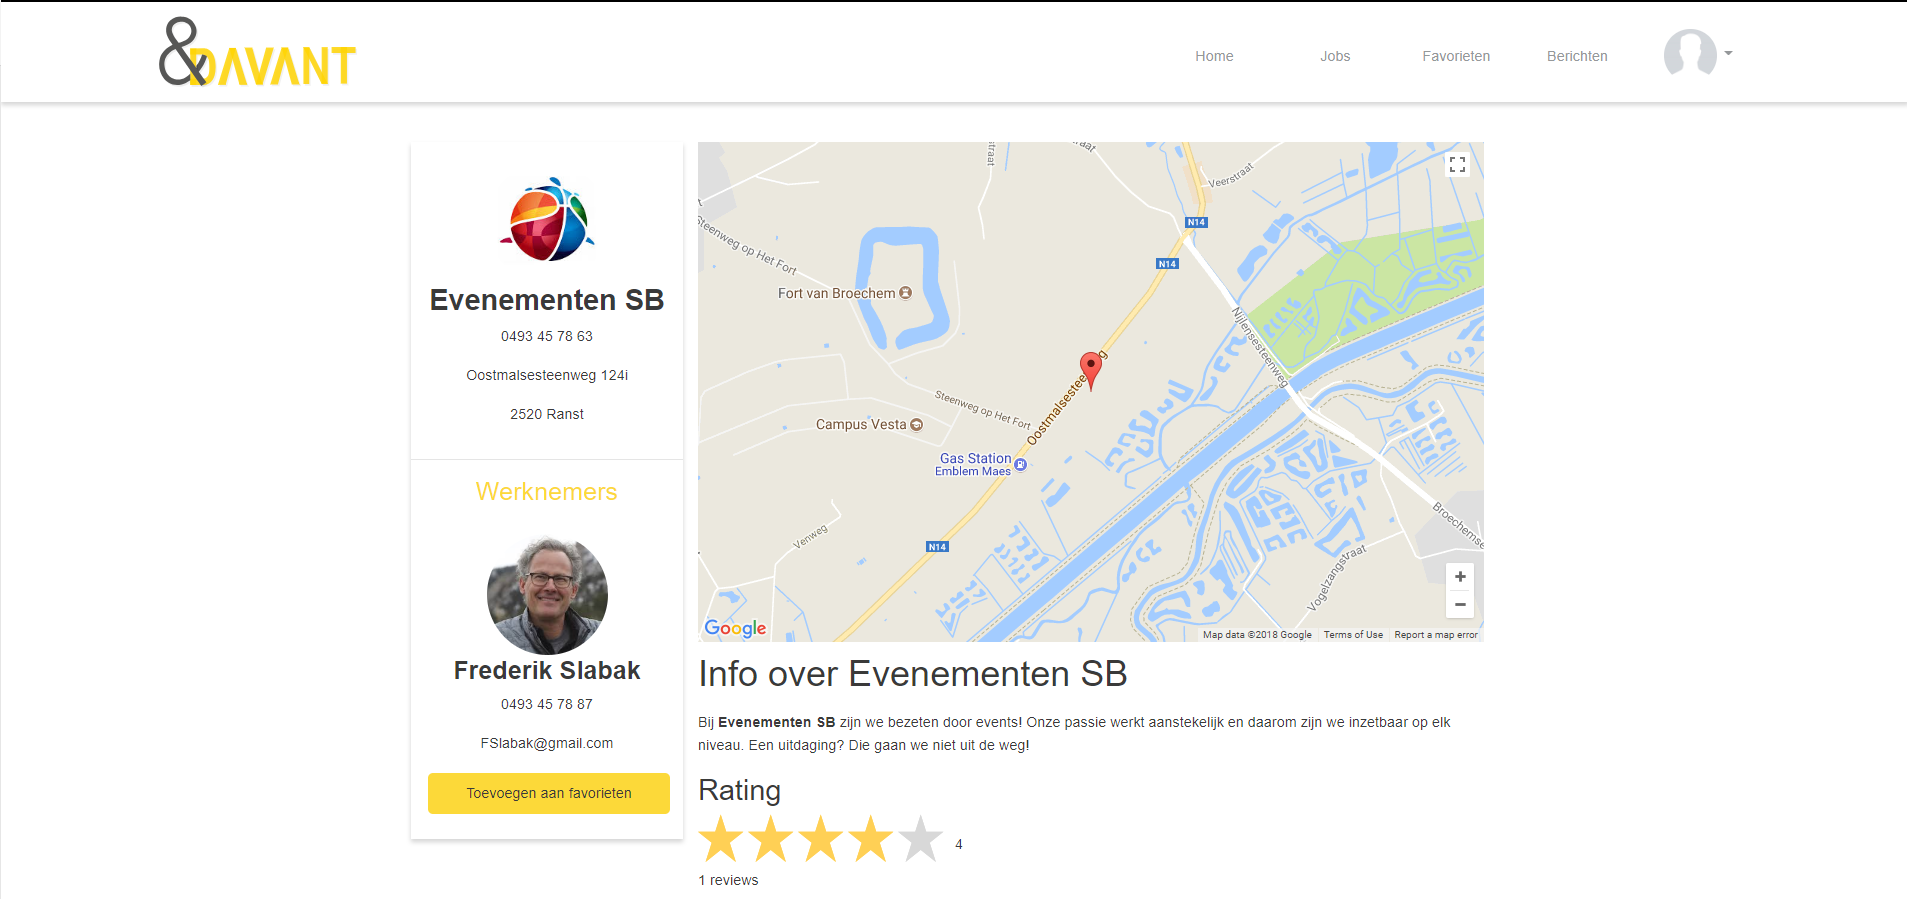 &DAVANT
Home
Jobs
Favorieten
Berichten
Evenementen SB
0493 45 78 63
Oostmalsesteenweg 124i
2520 Ranst
Werknemers
Frederik Slabak
0493 45 78 87
FSlabak@gmail.com
Toevoegen aan favorieten
straat
aat
Veerstraat
N14
Steenweg op Het Fort
N14
Fort van Broechem
Nijlensesteenweg
Steenweg op Het Fort
Oostmalsestee
g
Campus Vesta
Gas Station
Emblem Maes
Broechemse
Venweg
N14
Vogelzangstraat
+
−
Google
Map data ©2018 Google
Terms of Use
Report a map error
Info over Evenementen SB
Bij Evenementen SB zijn we bezeten door events! Onze passie werkt aanstekelijk en daarom zijn we inzetbaar op elk
niveau. Een uitdaging? Die gaan we niet uit de weg!
Rating
4
1 reviews